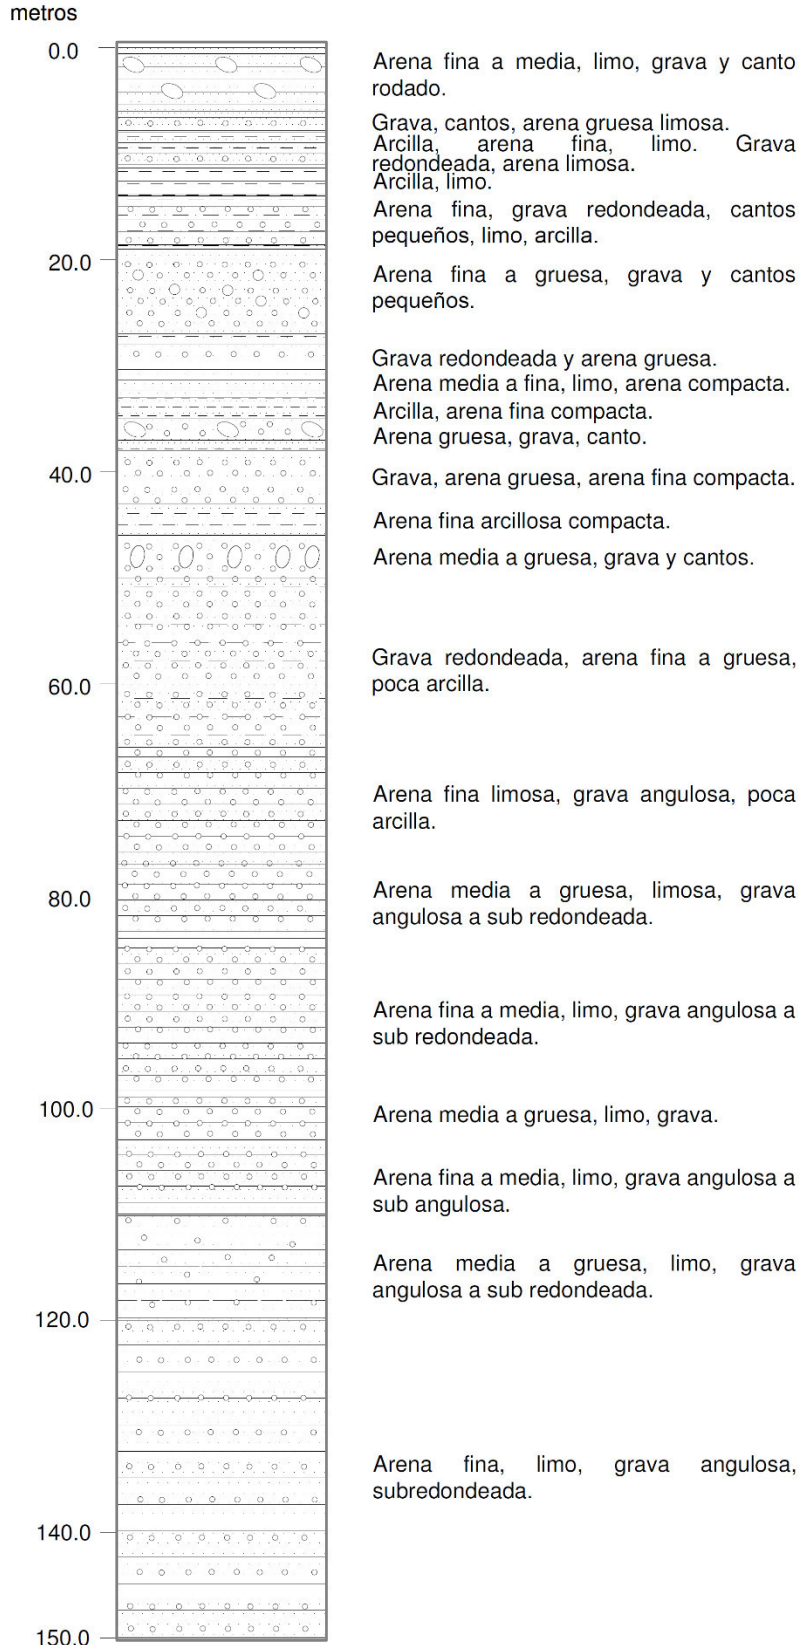 metros
0.0
Arena fina a media, limo, grava y canto
rodado.
Grava, cantos, arena gruesa limosa.
Arcilla, arena fina, limo. Grava
redondeada, arena limosa.
Arcilla, limo.
Arena fina, grava redondeada, cantos
pequeños, limo, arcilla.
20.0
Arena fina a gruesa, grava y cantos
pequeños.
Grava redondeada y arena gruesa.
Arena media a fina, limo, arena compacta.
Arcilla, arena fina compacta.
Arena gruesa, grava, canto.
40.0
Grava, arena gruesa, arena fina compacta.
Arena fina arcillosa compacta.
Arena media a gruesa, grava y cantos.
Grava redondeada, arena fina a gruesa,
poca arcilla.
60.0
Arena fina limosa, grava angulosa, poca
arcilla.
80.0
Arena media a gruesa, limosa, grava
angulosa a sub redondeada.
Arena fina a media, limo, grava angulosa a
sub redondeada.
100.0
Arena media a gruesa, limo, grava.
Arena fina a media, limo, grava angulosa a
sub angulosa.
Arena media a gruesa, limo, grava
angulosa a sub redondeada.
120.0
Arena fina, limo, grava angulosa,
subredondeada.
140.0
150.0